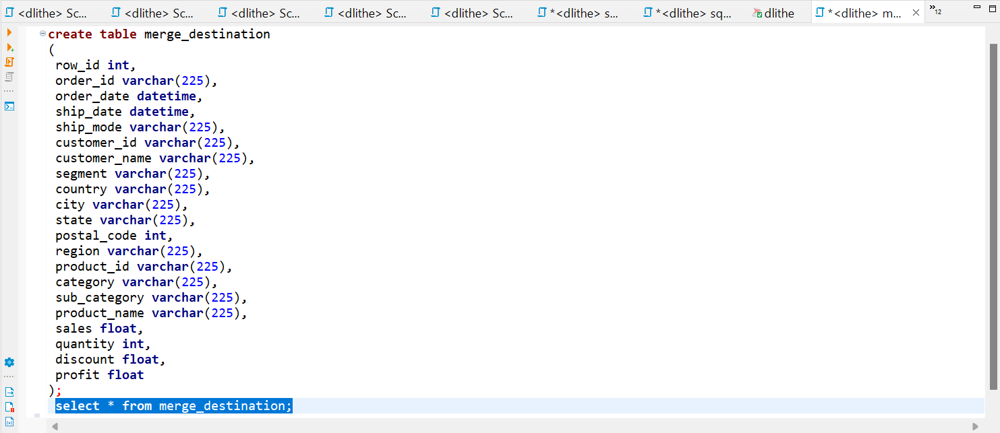 <dlithe> Sc... <dlithe> Sc... <dlithe> Sc... <dlithe> Sc... <dlithe> Sc... *<dlithe> s... *<dlithe> sq... dlithe *<dlithe> m... 12
create table merge_destination
(
row_id int,
order_id varchar(225),
order_date datetime,
ship_date datetime,
ship_mode varchar(225),
customer_id varchar(225),
customer_name varchar(225),
segment varchar(225),
country varchar(225),
city varchar(225),
state varchar(225),
postal_code int,
region varchar(225),
product_id varchar(225),
category varchar(225),
sub_category varchar(225),
product_name varchar(225),
sales float,
quantity int,
discount float,
profit float
);
select * from merge_destination;